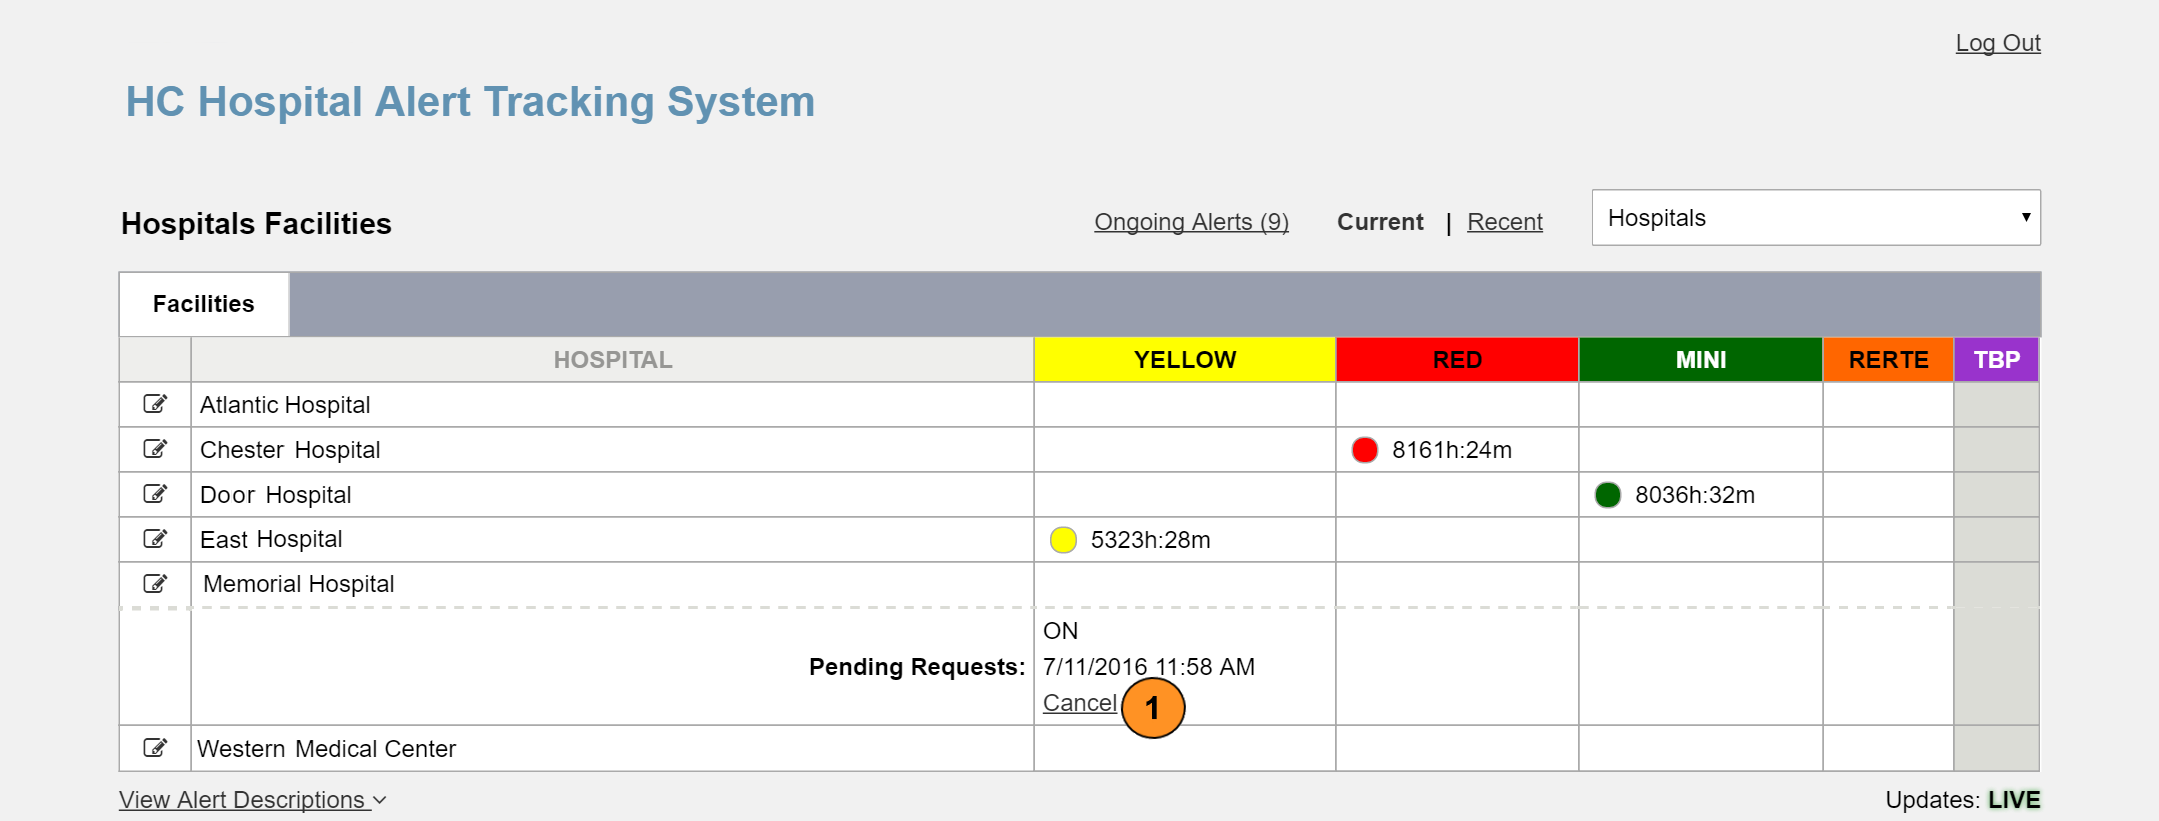 Log Out
HC Hospital Alert Tracking System
Hospitals Facilities
Ongoing Alerts (9) Current | Recent Hospitals
Facilities
HOSPITAL YELLOW RED MINI RERTE TBP
Atlantic Hospital
Chester Hospital 8161h:24m
Door Hospital 8036h:32m
East Hospital 5323h:28m
Memorial Hospital
ON
Pending Requests: 7/11/2016 11:58 AM
Cancel 1
Western Medical Center
View Alert Descriptions Updates: LIVE